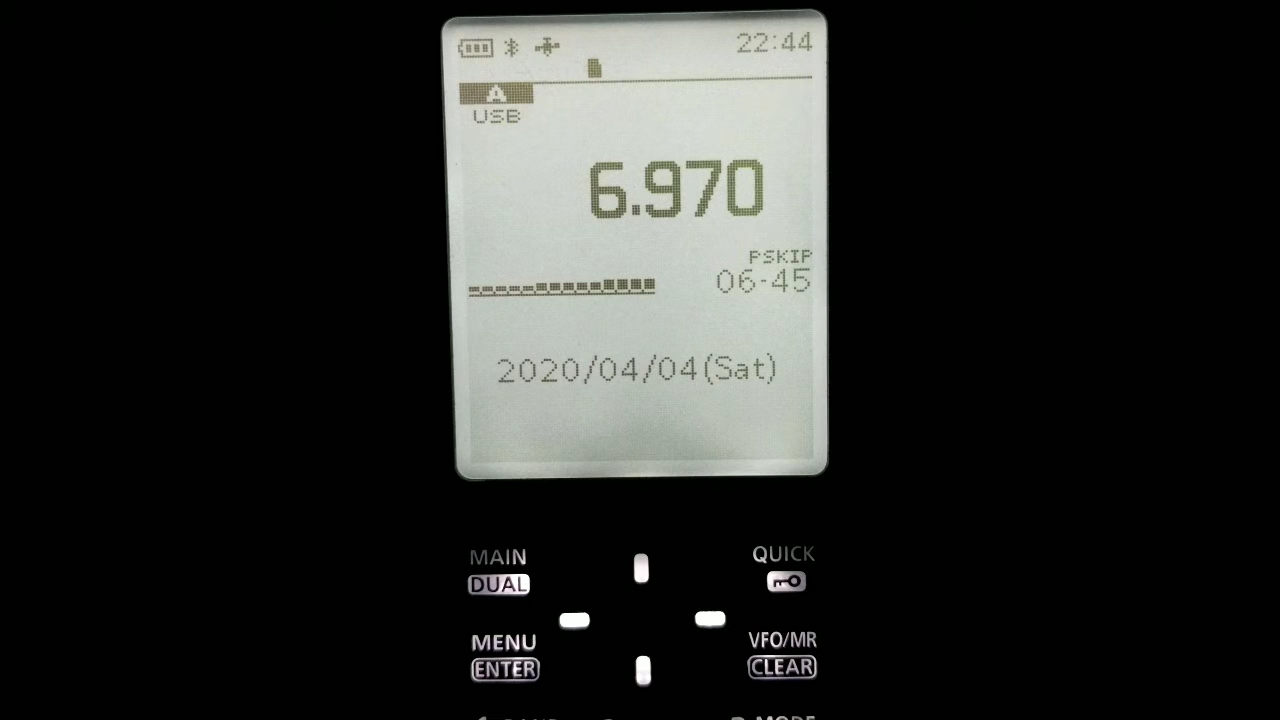 22:44
A
USB
6.970
PSKIP
06-45
2020/04/04(Sat)
MAIN
DUAL
QUICK
MENU
ENTER
VFO/MR
CLEAR
MODE